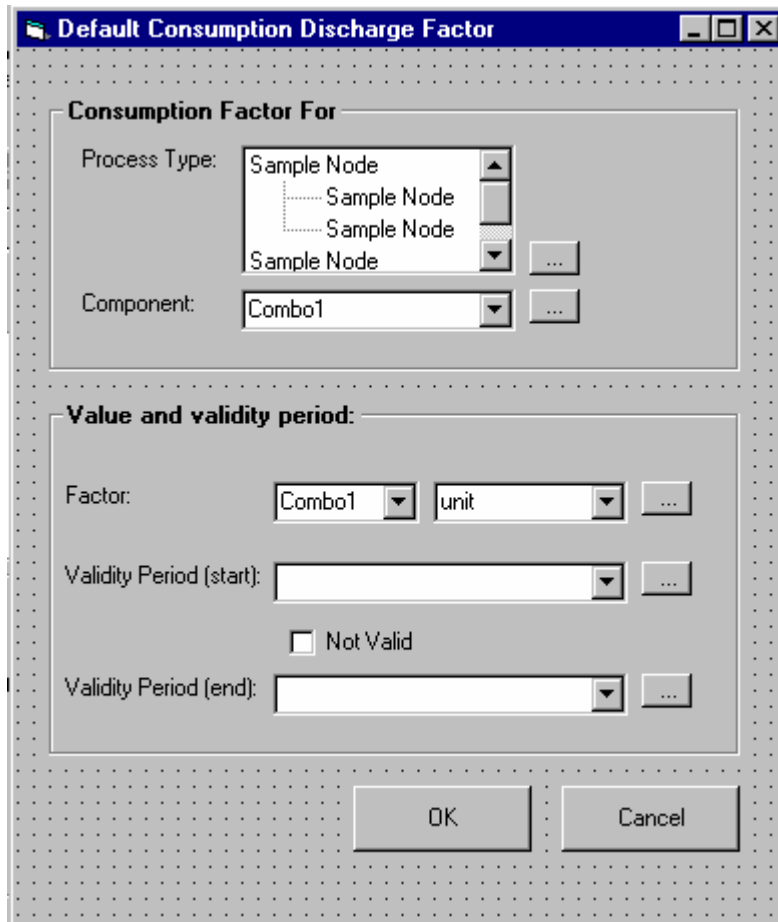 Default Consumption Discharge Factor
Consumption Factor For
Process Type:
Sample Node
Sample Node
Sample Node
Sample Node
...
Component:
Combo1
...
Value and validity period:
Factor:
Combo1
unit
...
Validity Period (start):
...
Not Valid
Validity Period (end):
...
OK
Cancel